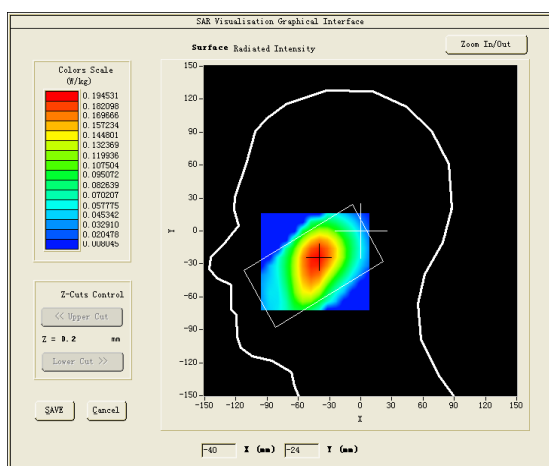 SAR Visualisation Graphical Interface
Surface Radiated Intensity
Zoom In/Out
Colors Scale
(W/kg)
0.194531
0.182098
0.169666
0.157234
0.144801
0.132369
0.119936
0.107504
0.095072
0.082639
0.070207
0.057775
0.045342
0.032910
0.020478
0.008045
Z-Cuts Control
<< Upper Cut
Z = 0.2 mm
Lower Cut >>
SAVE
Cancel
150
120
90
60
30
0
-30
-60
-90
-120
-150
Y
-150 -120 -90 -60 -30 0 30 60 90 120 150
X
-40 X (mm) -24 Y (mm)